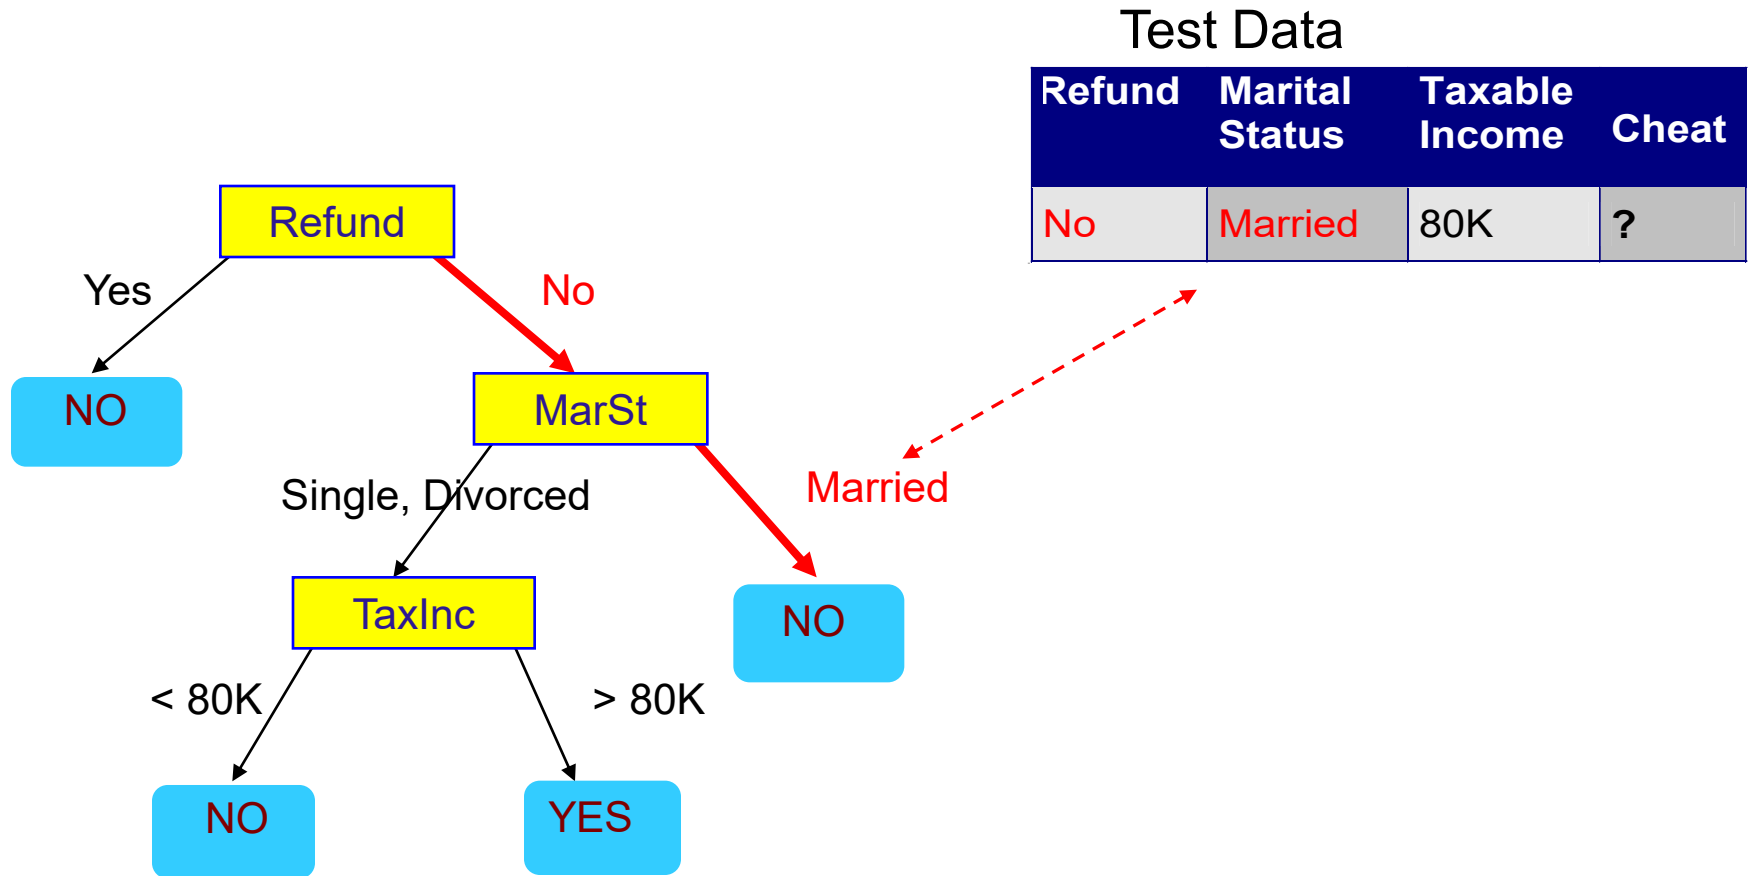 Test Data
Refund Marital Status Taxable Income Cheat
No Married 80K ?
Refund
Yes
No
NO
MarSt
Single, Divorced
Married
TaxInc
NO
< 80K
> 80K
NO
YES